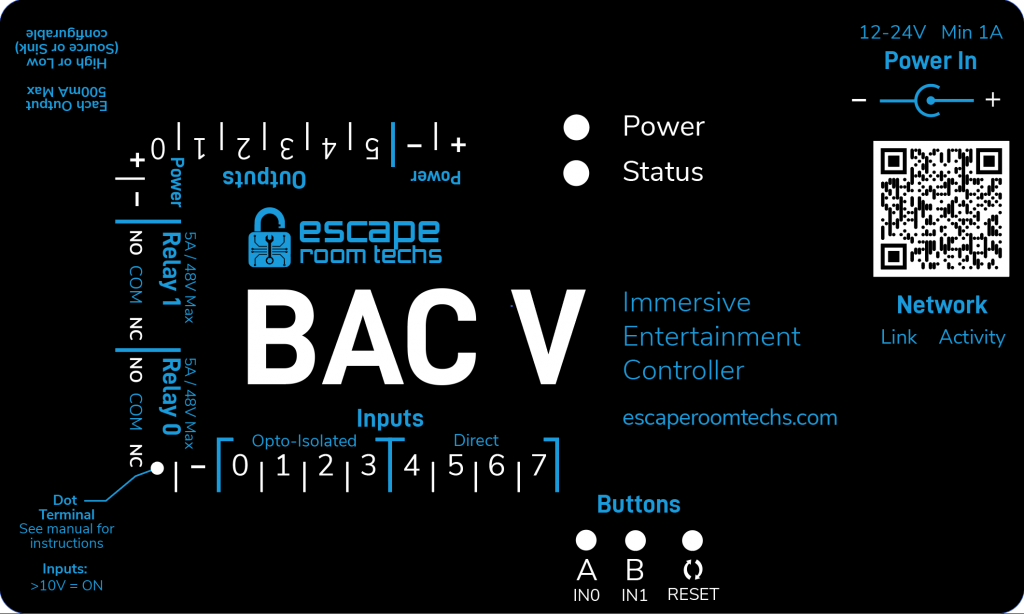 Each Output
500mA Max
High or Low
(Source or Sink)
configurable
12-24V Min 1A
Power In
− +
Power
Status
0 1 2 3 4 5 − +
Outputs
Power
+ −
Power
NO COM NC
Relay 1
5A / 48V Max
NO COM NC
Relay 0
5A / 48V Max
escape
room techs
BAC V
Immersive
Entertainment
Controller
escaperoomtechs.com
Network
Link Activity
Inputs
Opto-Isolated Direct
− 0 1 2 3 4 5 6 7
Dot
Terminal
See manual for
instructions
Inputs:
>10V = ON
Buttons
A B
IN0 IN1 RESET